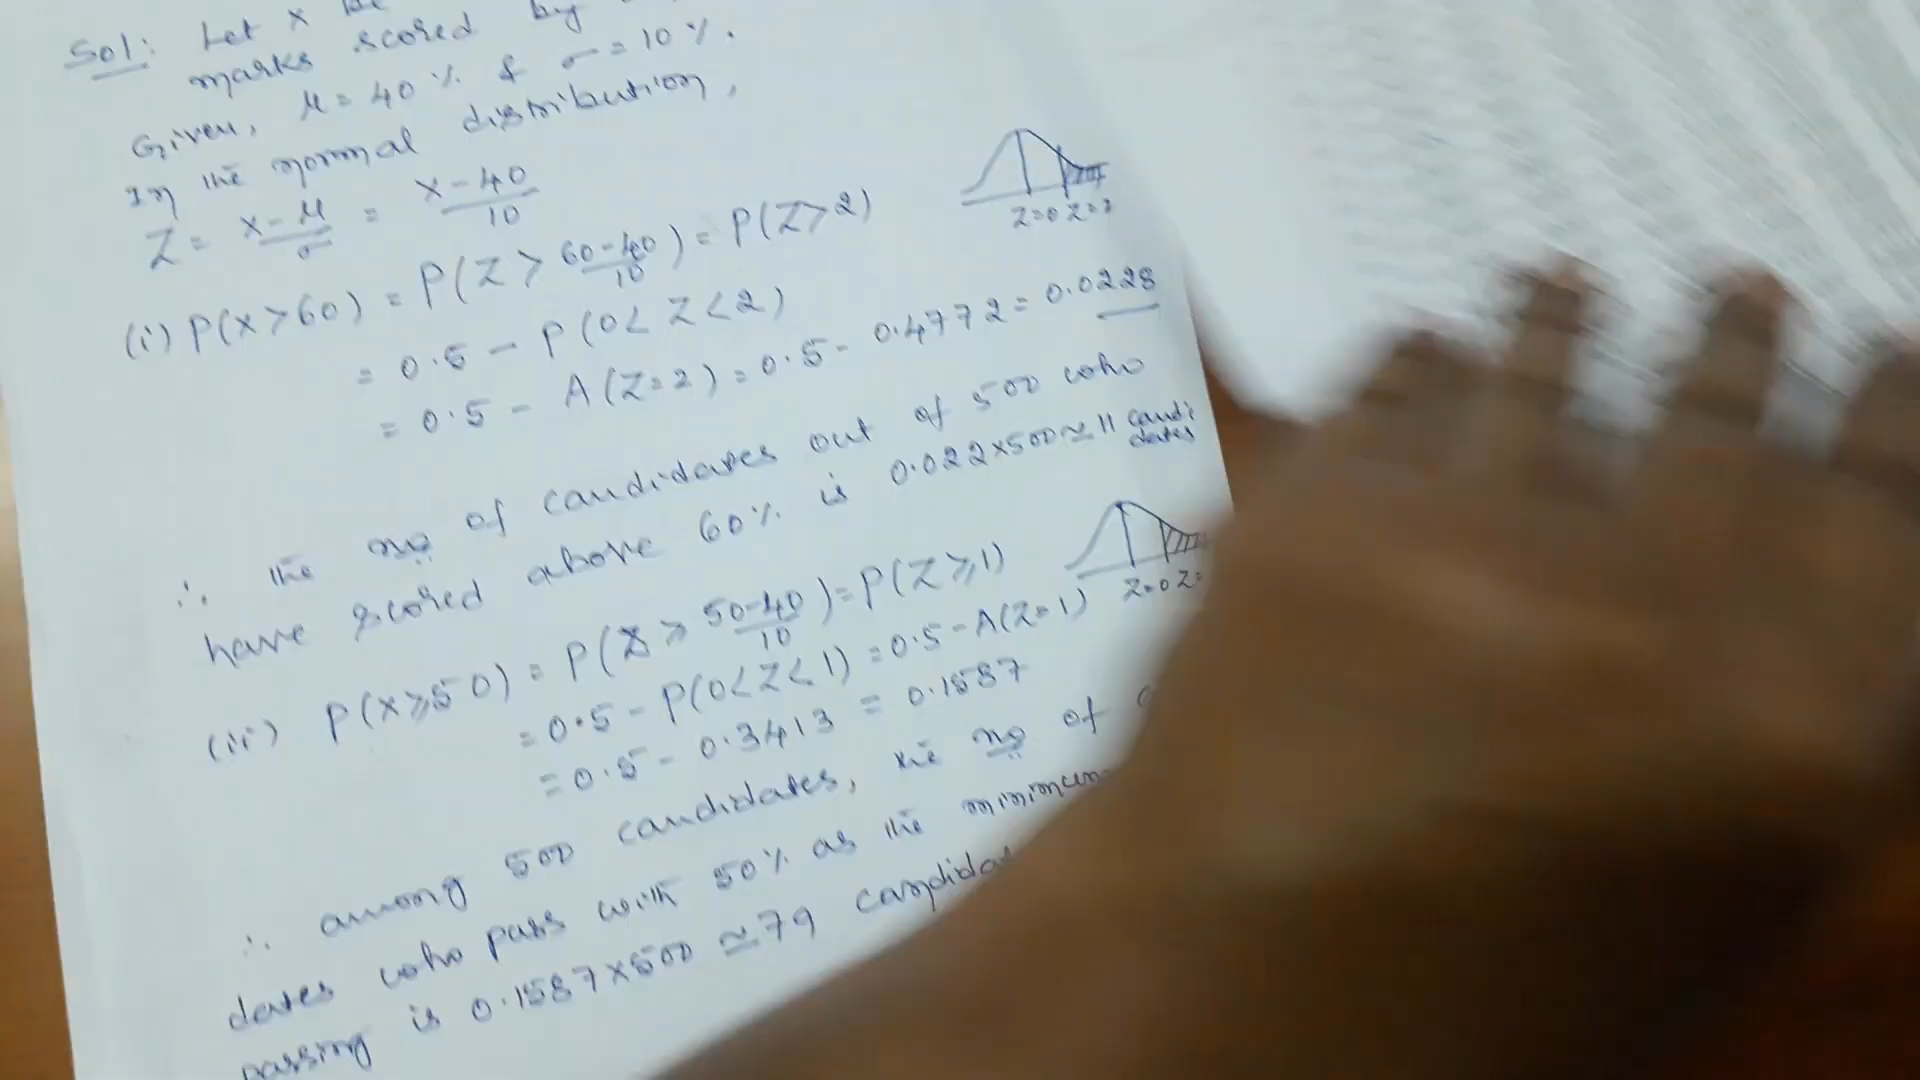 Sol: Let x be
marks scored by
Given, μ = 40 % & σ = 10 %.
In the normal distribution,
Z = x-μ/σ = x-40/10
Z=0 Z=2
(i) P(x>60) = P(Z > 60-40/10) = P(Z>2)
= 0.5 - P(0< Z <2)
= 0.5 - A(Z=2) = 0.5 - 0.4772 = 0.0228
∴ the no of candidates out of 500 who
have scored above 60% is 0.022×500≃11 candidates
Z=0 Z=
(ii) P(x≥50) = P(Z ≥ 50-40/10) = P(Z≥1)
= 0.5 - P(0<Z<1) = 0.5 - A(Z=1)
= 0.5 - 0.3413 = 0.1587
∴ among 500 candidates, the no of
dates who pass with 50% as the minimum
passing is 0.1587×500 ≃ 79